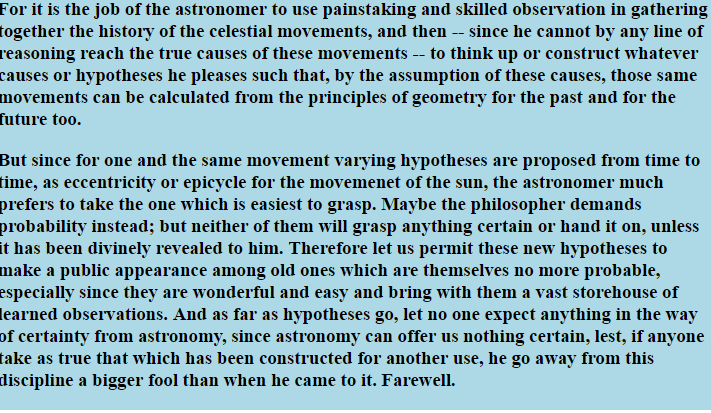 For it is the job of the astronomer to use painstaking and skilled observation in gathering
together the history of the celestial movements, and then -- since he cannot by any line of
reasoning reach the true causes of these movements -- to think up or construct whatever
causes or hypotheses he pleases such that, by the assumption of these causes, those same
movements can be calculated from the principles of geometry for the past and for the
future too.
But since for one and the same movement varying hypotheses are proposed from time to
time, as eccentricity or epicycle for the movemenet of the sun, the astronomer much
prefers to take the one which is easiest to grasp. Maybe the philosopher demands
probability instead; but neither of them will grasp anything certain or hand it on, unless
it has been divinely revealed to him. Therefore let us permit these new hypotheses to
make a public appearance among old ones which are themselves no more probable,
especially since they are wonderful and easy and bring with them a vast storehouse of
learned observations. And as far as hypotheses go, let no one expect anything in the way
of certainty from astronomy, since astronomy can offer us nothing certain, lest, if anyone
take as true that which has been constructed for another use, he go away from this
discipline a bigger fool than when he came to it. Farewell.